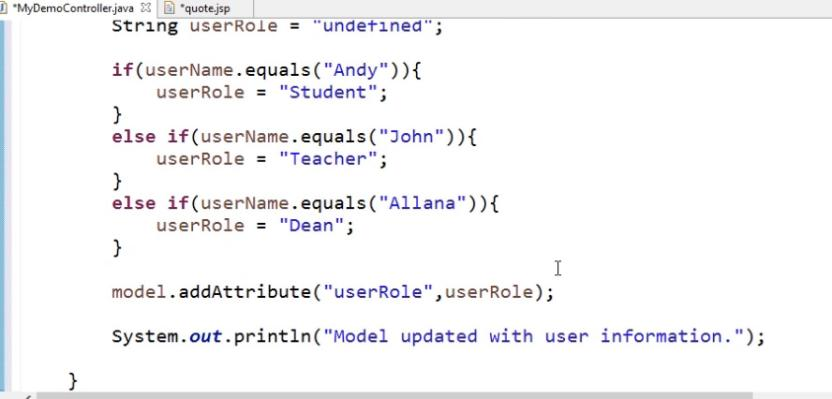 *MyDemoController.java *quote.jsp
String userRole = "undefined";
if(userName.equals("Andy")){
userRole = "Student";
}
else if(userName.equals("John")){
userRole = "Teacher";
}
else if(userName.equals("Allana")){
userRole = "Dean";
}
model.addAttribute("userRole",userRole);
System.out.println("Model updated with user information.");
}